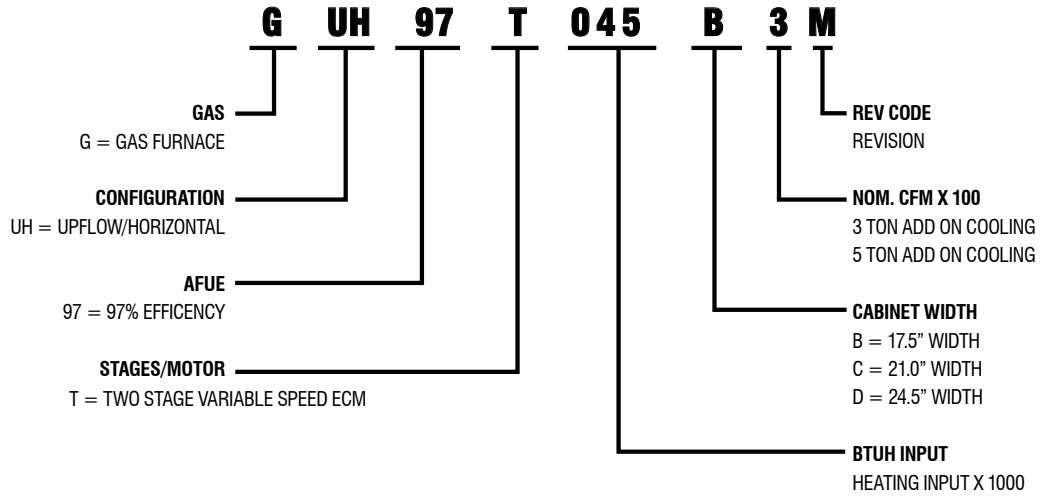 G UH 97 T 045 B 3 M
GAS
G = GAS FURNACE
CONFIGURATION
UH = UPFLOW/HORIZONTAL
AFUE
97 = 97% EFFICENCY
STAGES/MOTOR
T = TWO STAGE VARIABLE SPEED ECM
REV CODE
REVISION
NOM. CFM X 100
3 TON ADD ON COOLING
5 TON ADD ON COOLING
CABINET WIDTH
B = 17.5” WIDTH
C = 21.0” WIDTH
D = 24.5” WIDTH
BTUH INPUT
HEATING INPUT X 1000